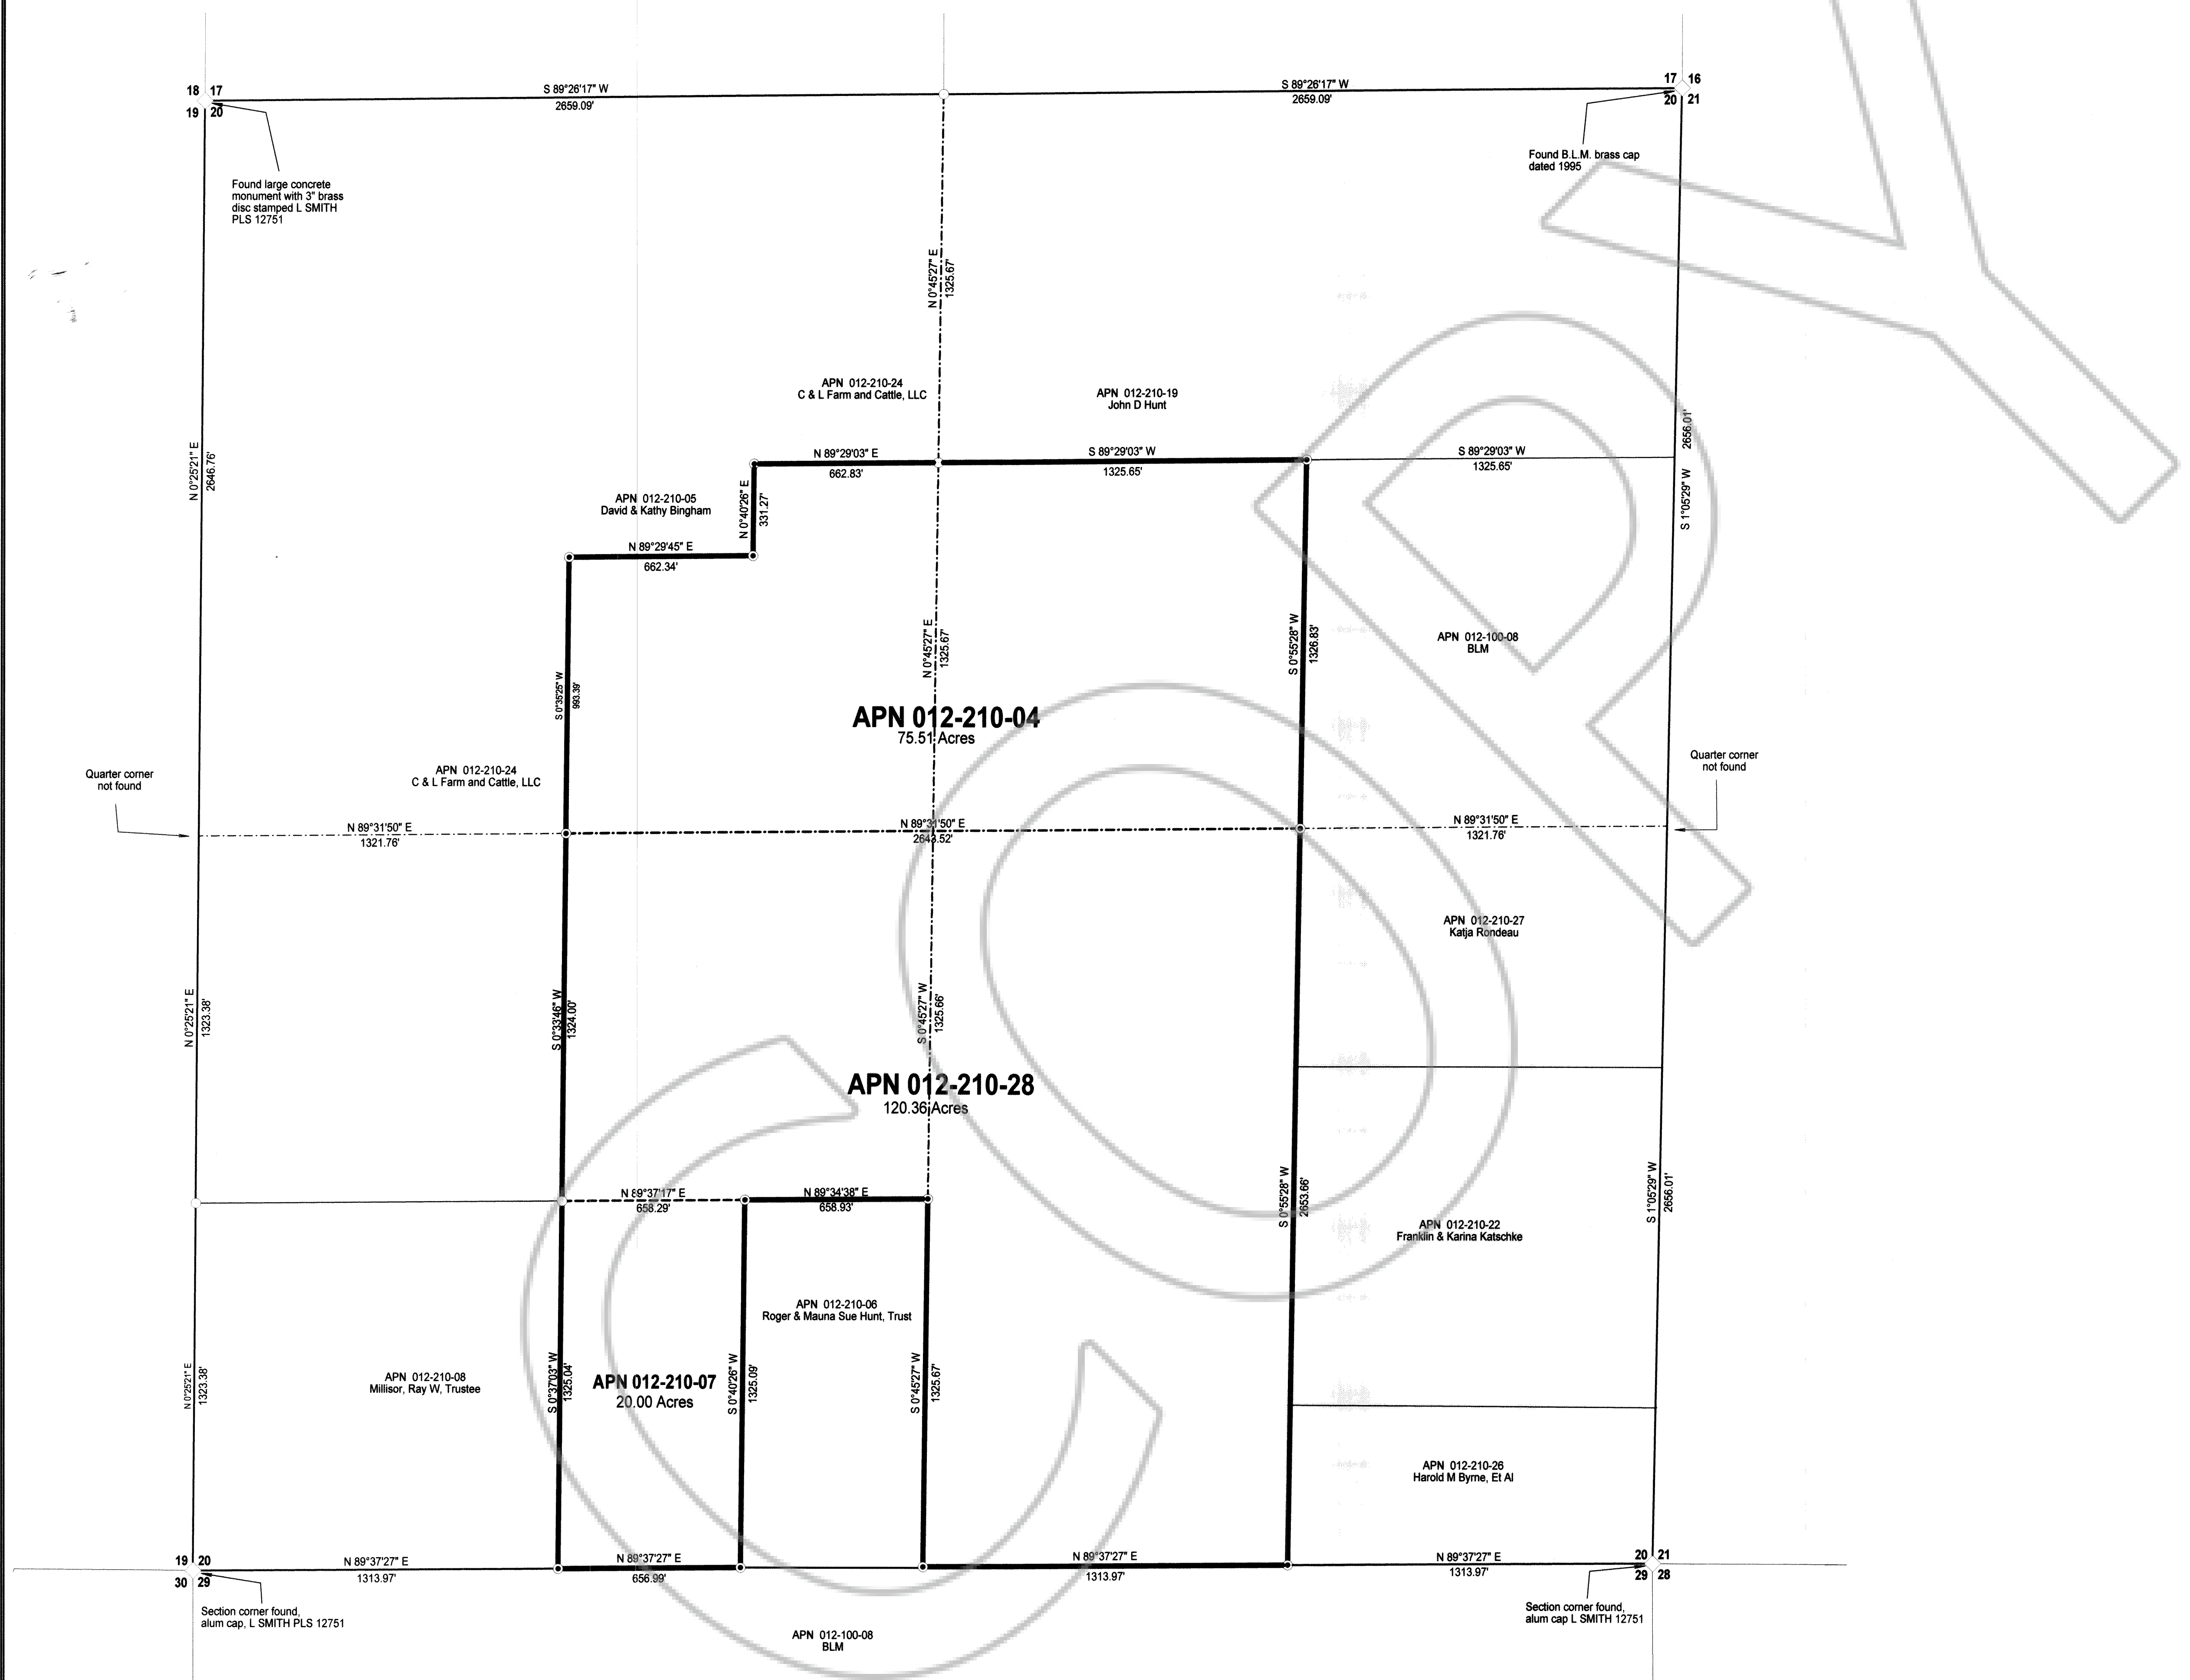 18 17
19 20
S 89°26'17" W
2659.09'
S 89°26'17" W
2659.09'
17 16
20 21
Found large concrete
monument with 3" brass
disc stamped L SMITH
PLS 12751
Found B.L.M. brass cap
dated 1995
N 0°45'27" E
1325.67'
N 0°25'21" E
2646.76'
APN 012-210-24
C & L Farm and Cattle, LLC
APN 012-210-19
John D Hunt
2656.01'
S 1°05'29" W
N 89°29'03" E
662.83'
S 89°29'03" W
1325.65'
S 89°29'03" W
1325.65'
APN 012-210-05
David & Kathy Bingham
N 0°40'26" E
331.27'
N 89°29'45" E
662.34'
S 0°35'25" W
993.39'
N 0°45'27" E
1325.67'
S 0°55'28" W
1326.83'
APN 012-100-08
BLM
APN 012-210-04
75.51 Acres
Quarter corner
not found
APN 012-210-24
C & L Farm and Cattle, LLC
Quarter corner
not found
N 89°31'50" E
1321.76'
N 89°31'50" E
2643.52'
N 89°31'50" E
1321.76'
APN 012-210-27
Katja Rondeau
N 0°25'21" E
1323.38'
S 0°33'46" W
1324.00'
S 0°45'27" W
1325.66'
APN 012-210-28
120.36 Acres
S 0°55'28" W
2653.66'
S 1°05'29" W
2656.01'
N 89°37'17" E
658.29'
N 89°34'38" E
658.93'
APN 012-210-22
Franklin & Karina Katschke
APN 012-210-06
Roger & Mauna Sue Hunt, Trust
N 0°25'21" E
1323.38'
APN 012-210-08
Millisor, Ray W, Trustee
S 0°37'03" W
1325.04'
APN 012-210-07
20.00 Acres
S 0°40'26" W
1325.09'
S 0°45'27" W
1325.67'
APN 012-210-26
Harold M Byrne, Et Al
19 20
30 29
N 89°37'27" E
1313.97'
N 89°37'27" E
656.99'
N 89°37'27" E
1313.97'
N 89°37'27" E
1313.97'
20 21
29 28
Section corner found,
alum cap, L SMITH PLS 12751
Section corner found,
alum cap L SMITH 12751
APN 012-100-08
BLM
COPY